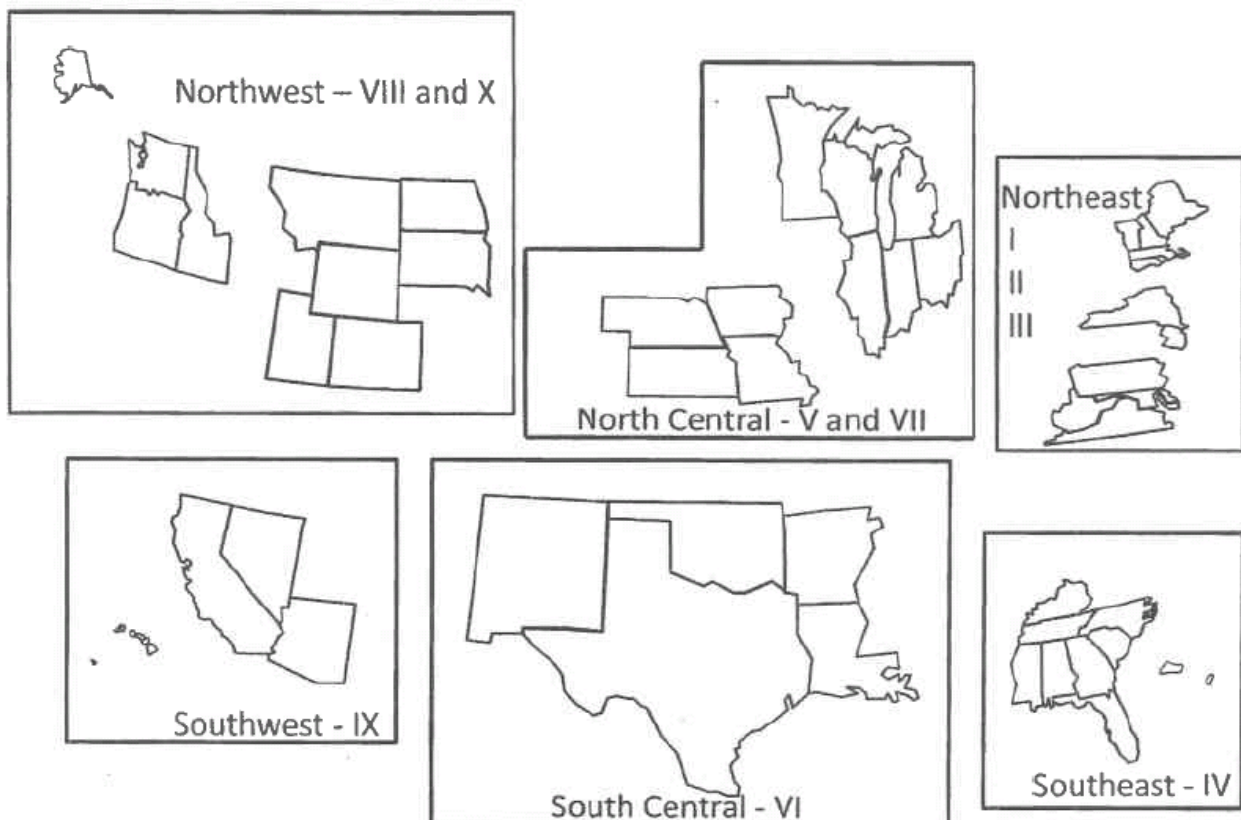 Northwest – VIII and X
Northeast
I
II
III
North Central - V and VII
Southwest - IX
South Central - VI
Southeast - IV